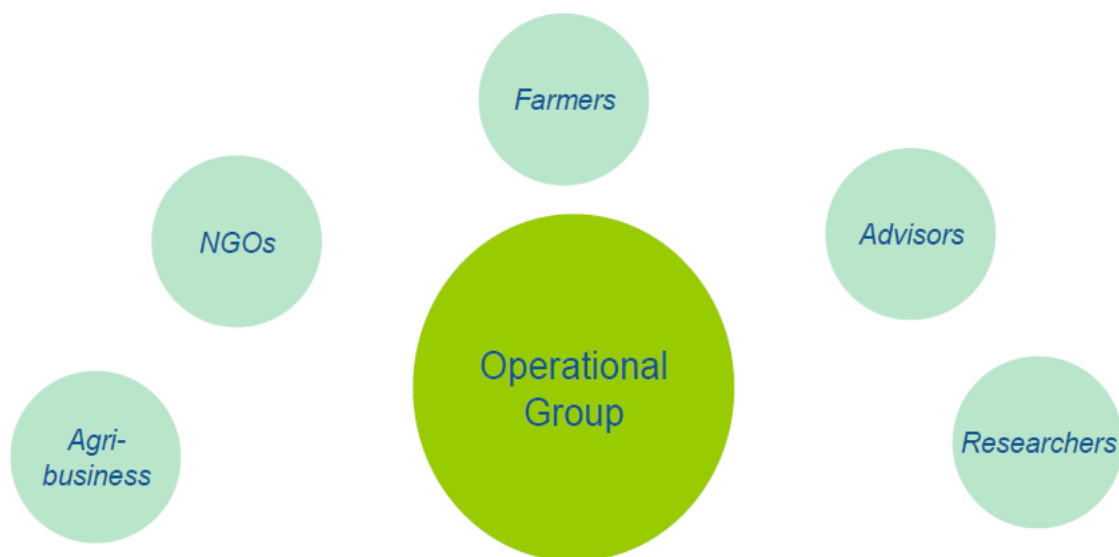 Farmers
NGOs
Advisors
Operational
Group
Agri-
business
Researchers